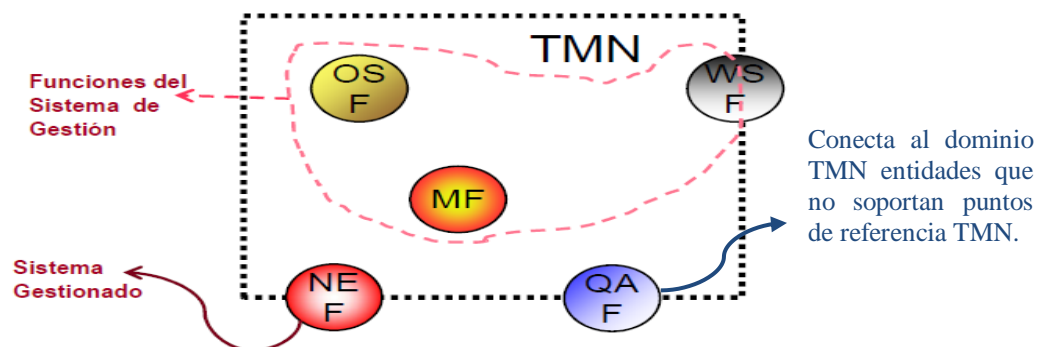 TMN
OS
F
WS
F
Funciones del
Sistema de
Gestión
Conecta al dominio
TMN entidades que
no soportan puntos
de referencia TMN.
MF
Sistema
Gestionado
NE
F
QA
F